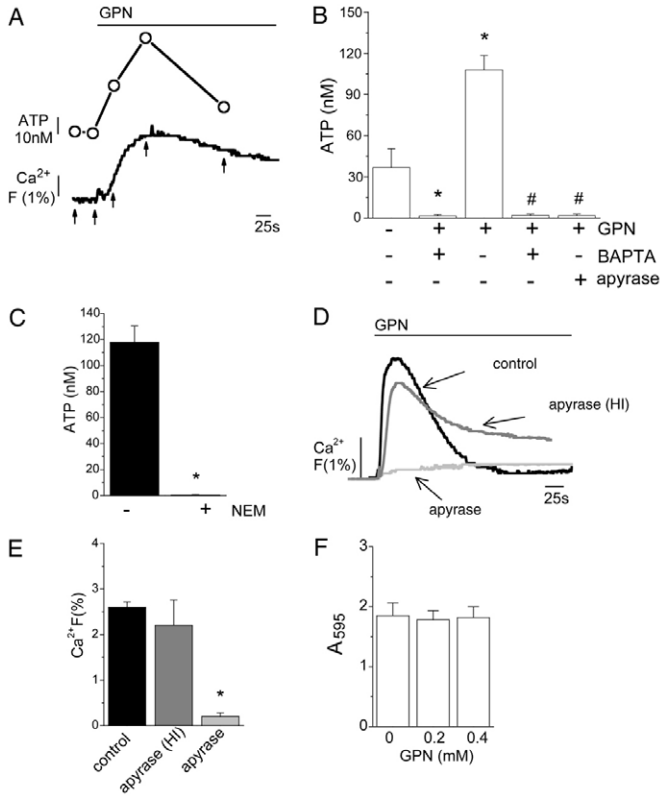 A
GPN
ATP
10nM
Ca2+
F (1%)
25s
B
150
120
90
60
30
0
ATP (nM)
*
*
#
#
- + + + + GPN
- + - + - BAPTA
- - - - + apyrase
C
140
120
100
80
60
40
20
0
ATP (nM)
*
- + NEM
D
GPN
control
apyrase (HI)
Ca2+
F(1%)
apyrase
25s
E
4
3
2
1
0
Ca2+ F(%)
*
control
apyrase (HI)
apyrase
F
3
2
1
0
A595
0 0.2 0.4
GPN (mM)